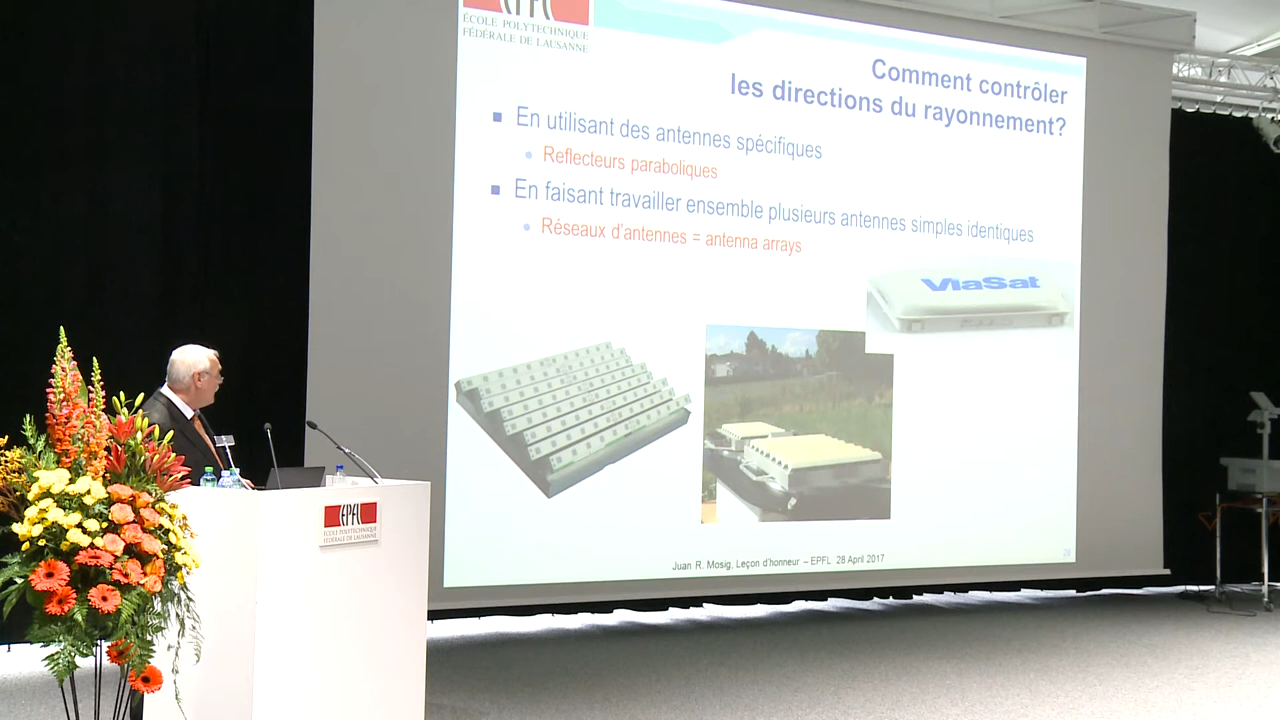 EPFL
ÉCOLE POLYTECHNIQUE
FÉDÉRALE DE LAUSANNE
Comment contrôler
les directions du rayonnement?
En utilisant des antennes spécifiques
Reflecteurs paraboliques
En faisant travailler ensemble plusieurs antennes simples identiques
Réseaux d'antennes = antenna arrays
ViaSat
Juan R. Mosig, Leçon d'honneur – EPFL 28 April 2017
EPFL
ÉCOLE POLYTECHNIQUE
FÉDÉRALE DE LAUSANNE